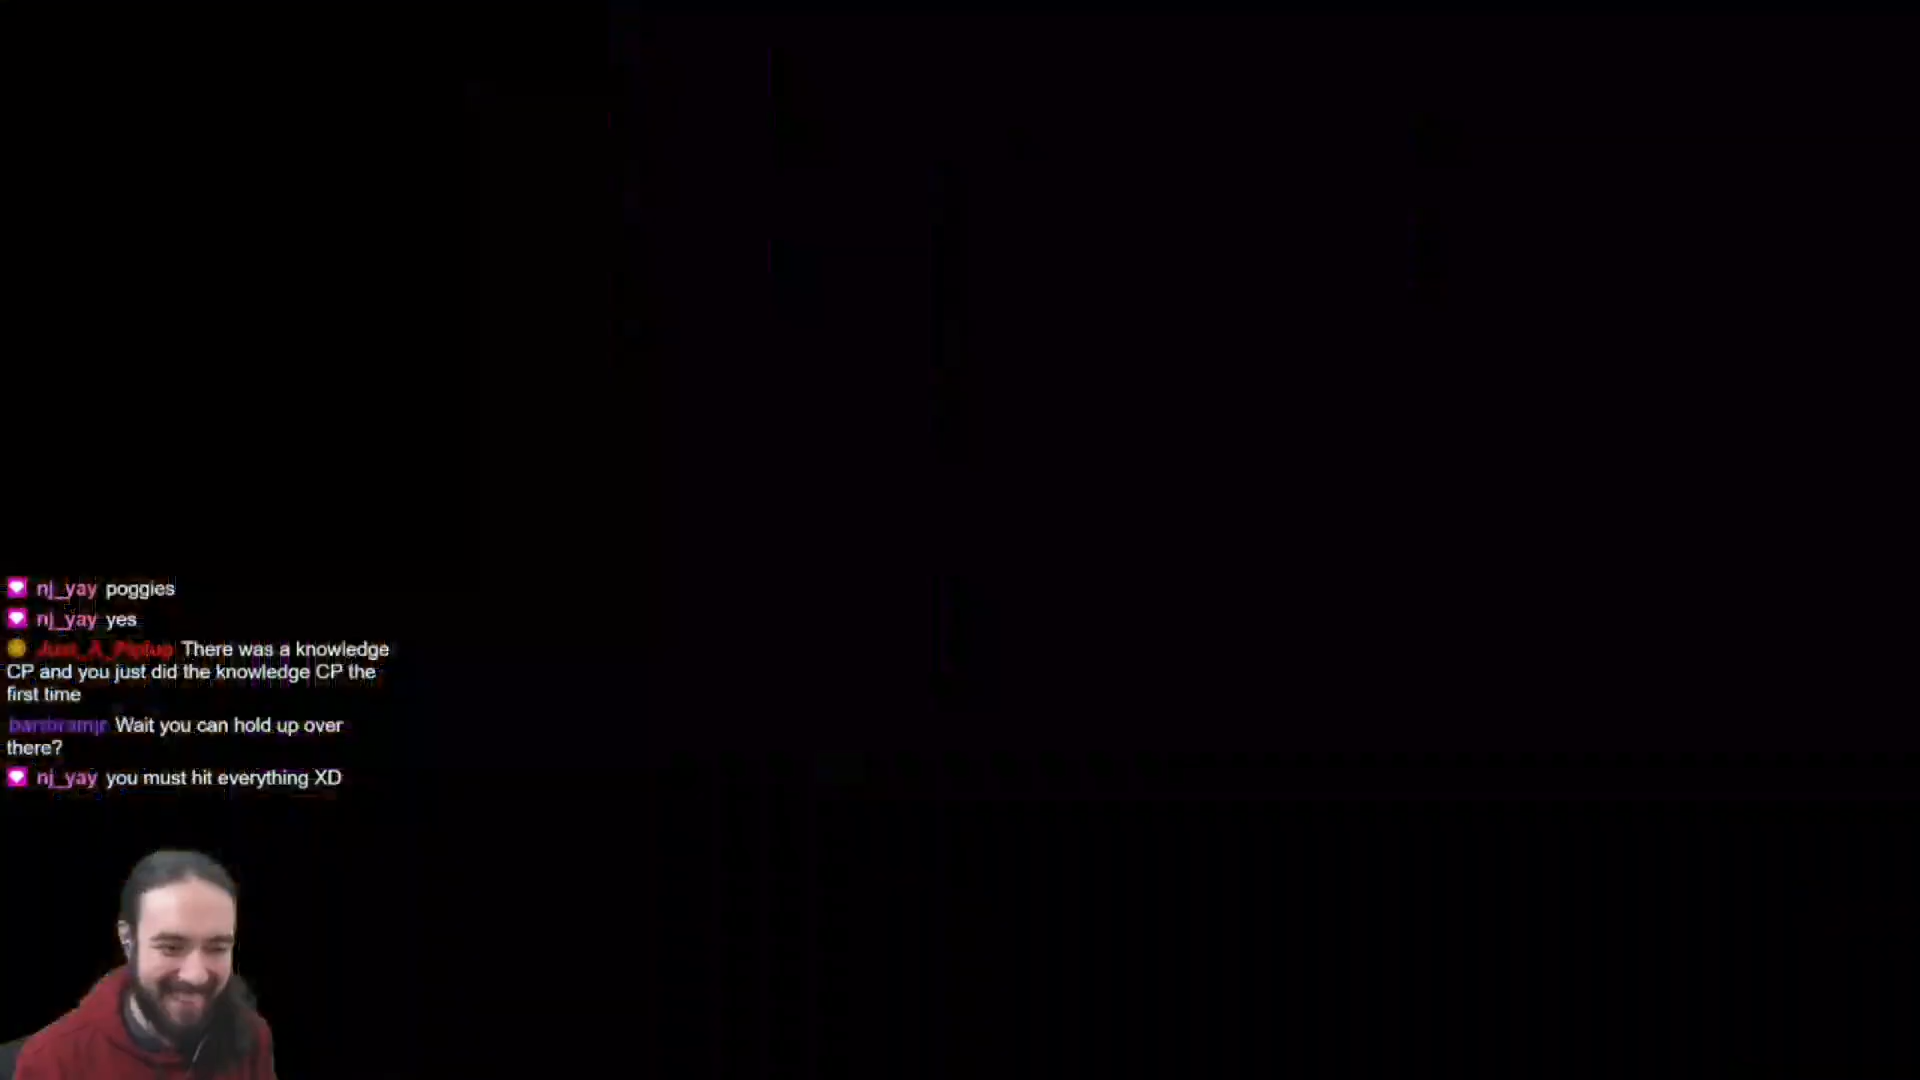 nj_yay poggies
nj_yay yes
Just_A_Piplup There was a knowledge
CP and you just did the knowledge CP the
first time
Wait you can hold up over
there?
nj_yay you must hit everything XD